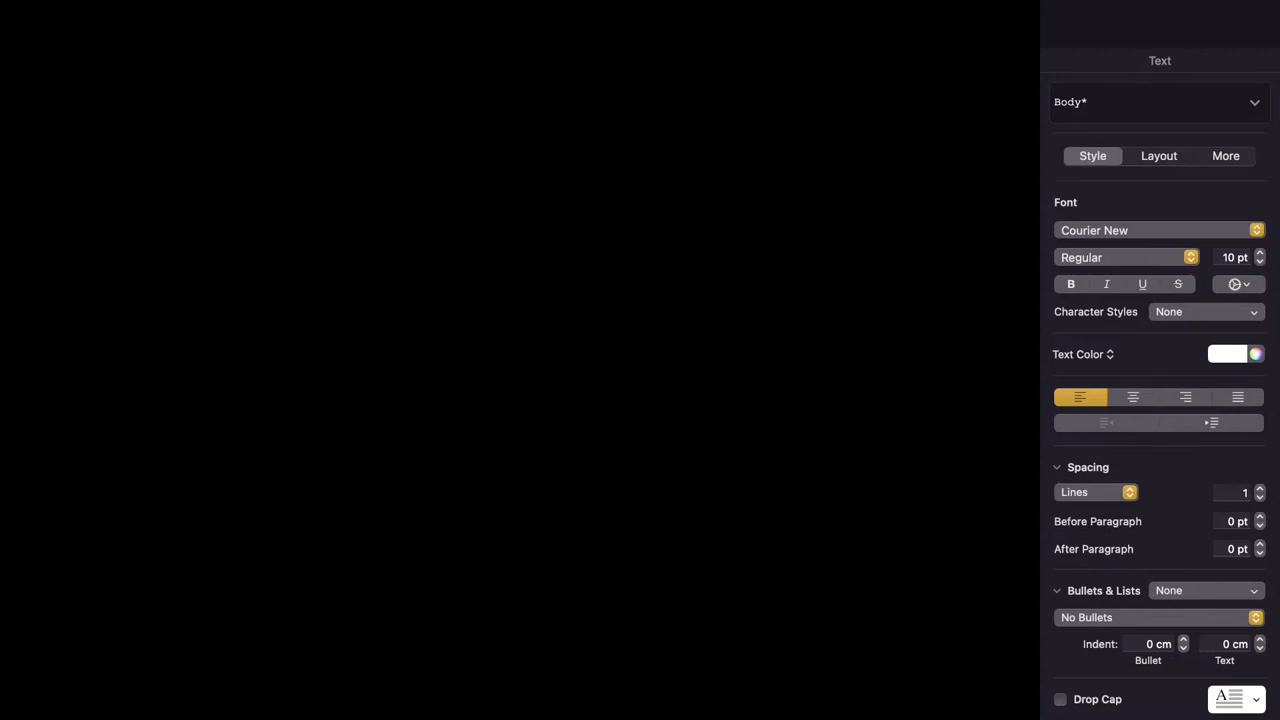 Text
Body*
Style Layout More
Font
Courier New
Regular 10 pt
B I U S
Character Styles None
Text Color
Spacing
Lines 1
Before Paragraph 0 pt
After Paragraph 0 pt
Bullets & Lists None
No Bullets
Indent: 0 cm 0 cm
Bullet Text
Drop Cap A